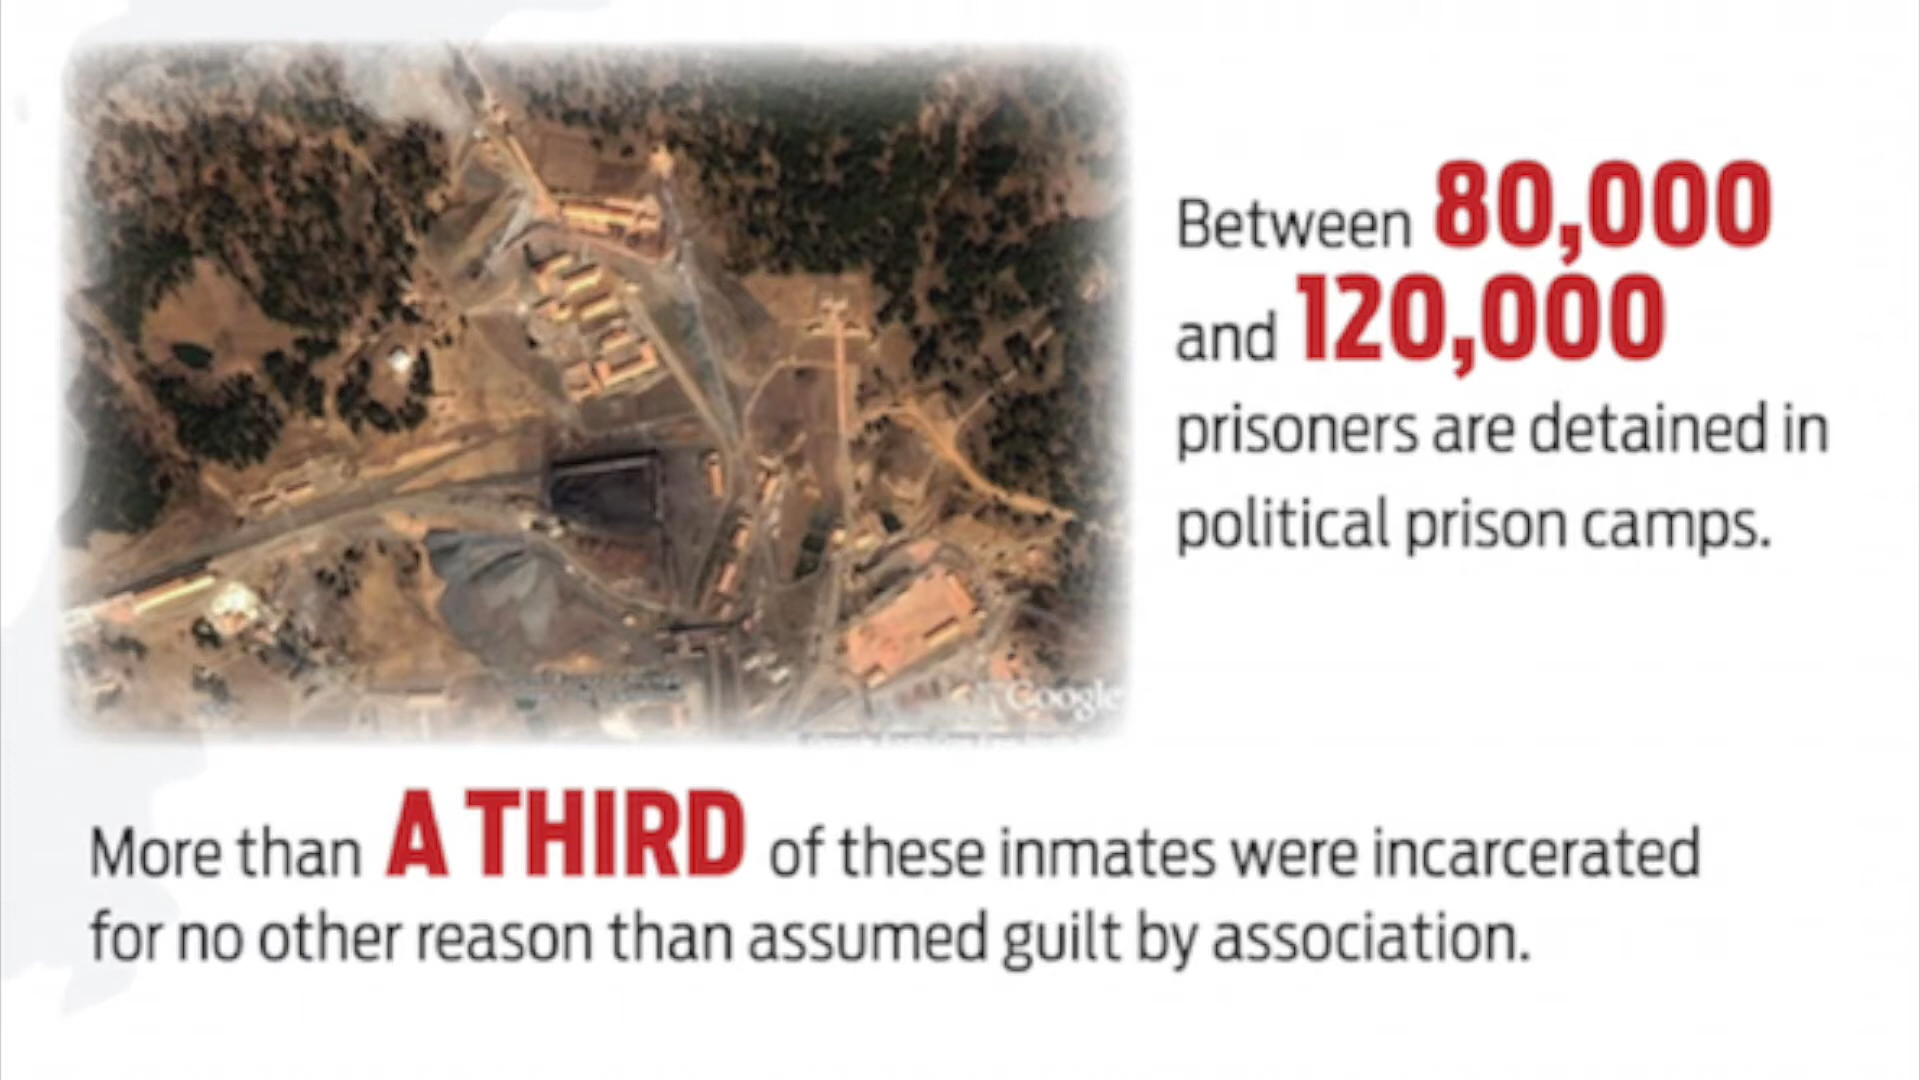 Between 80,000
and 120,000
prisoners are detained in
political prison camps.
Google
More than A THIRD of these inmates were incarcerated
for no other reason than assumed guilt by association.